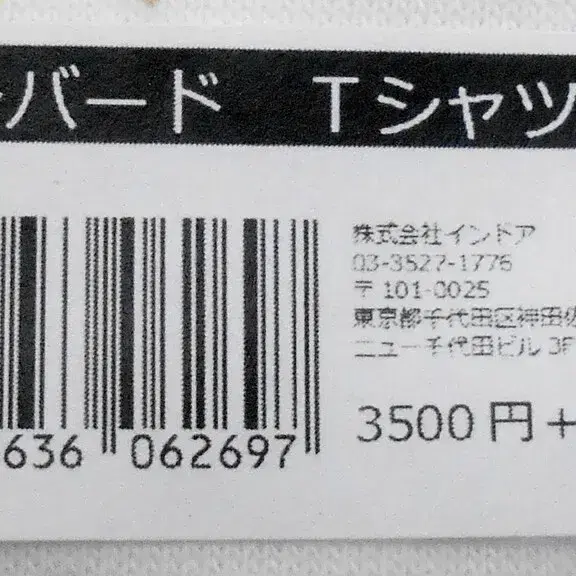 バード　Tシャツ
株式会社インドア
03-3527-1776
〒101-0025
東京都千代田区神田佐
ニュー千代田ビル 3F
636 062697
3500 円＋